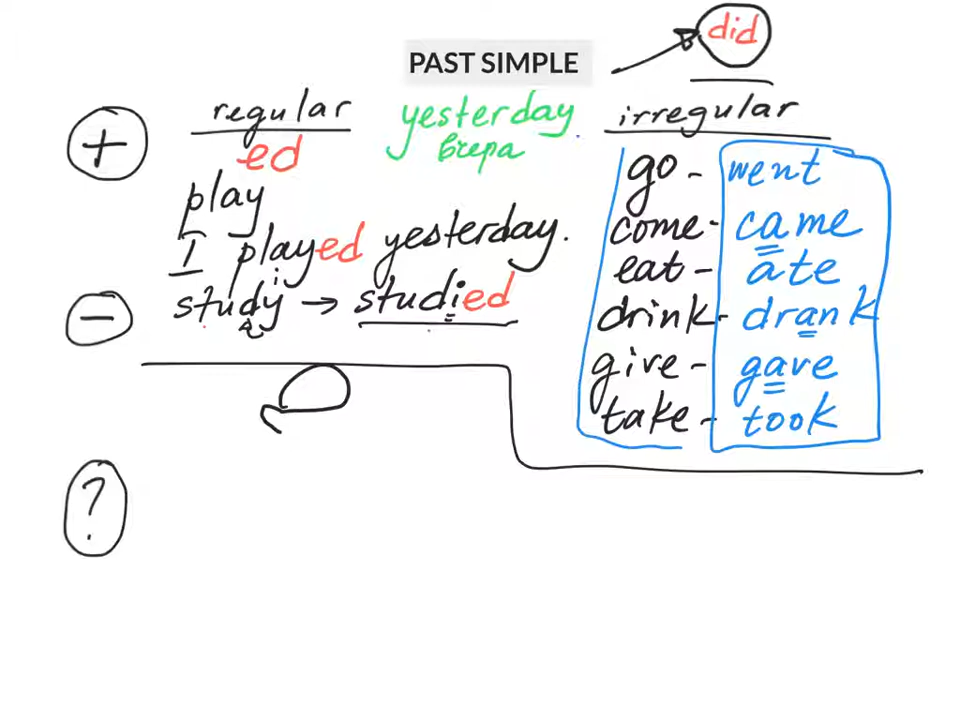 did
PAST SIMPLE
+
regular
yesterday
irregular
ed
вчера
play
I played yesterday.
i
study → studied
go - went
come - came
eat - ate
drink - drank
give - gave
take - took
-
?